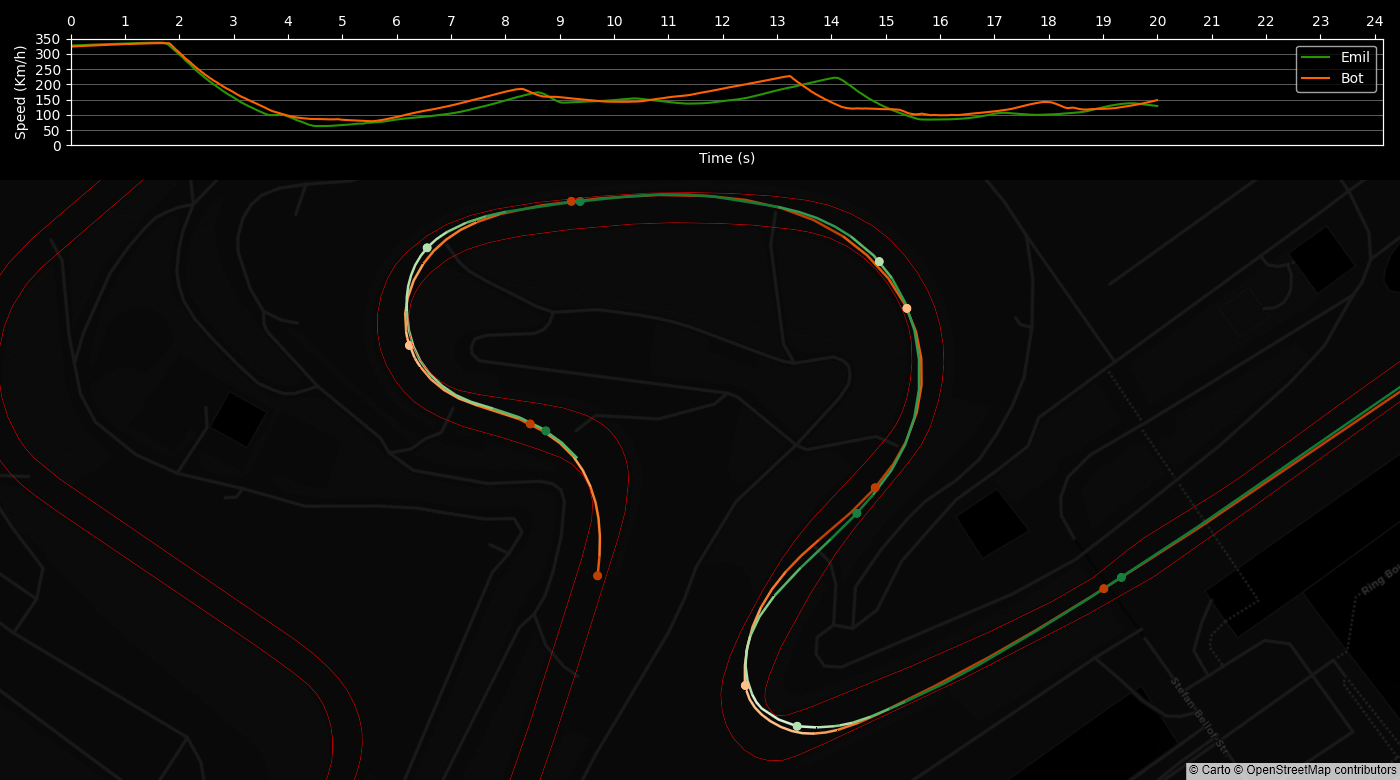 0 1 2 3 4 5 6 7 8 9 10 11 12 13 14 15 16 17 18 19 20 21 22 23 24
350
300
250
200
150
100
50
0
Speed (Km/h)
Emil
Bot
Time (s)
Ring Bo
Stefan-Bellof-Str
© Carto © OpenStreetMap contributors